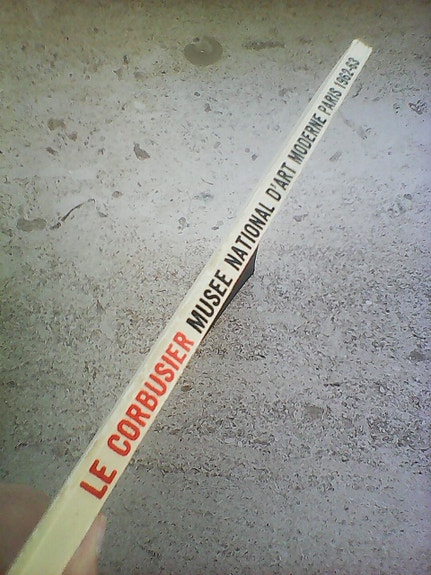 LE CORBUSIER MUSEE NATIONAL D'ART MODERNE PARIS 1962-63